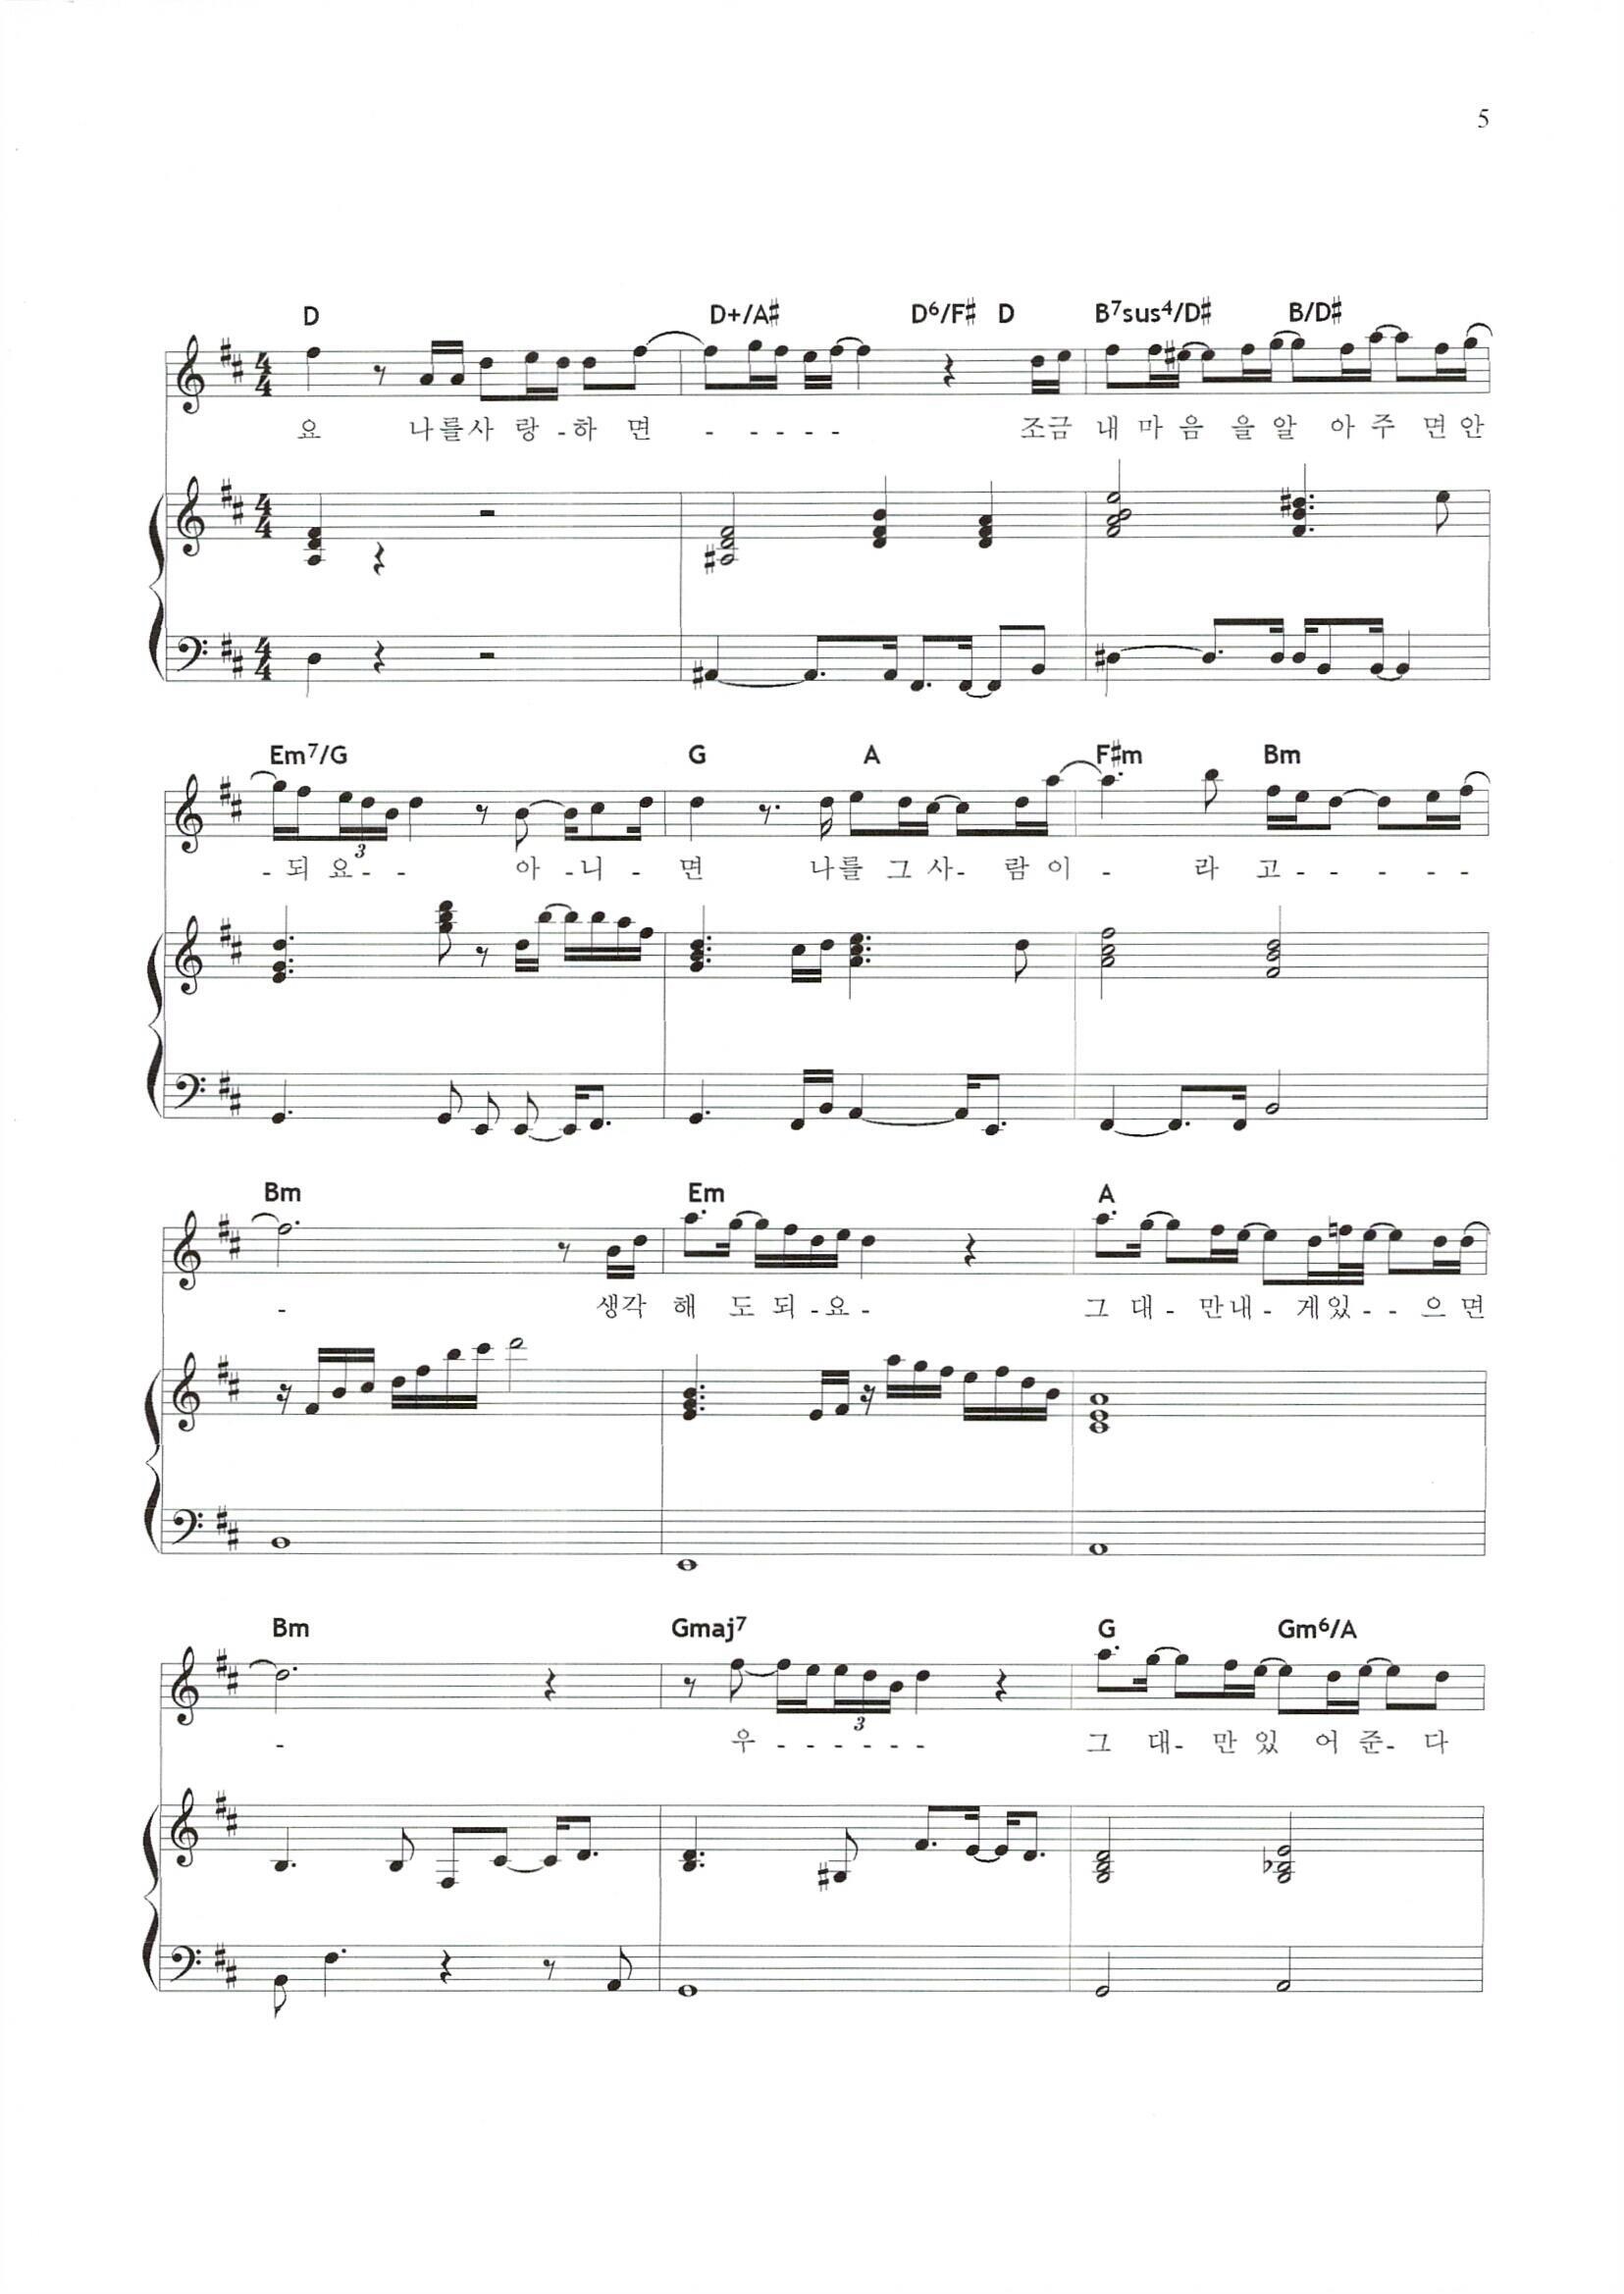 5
D D+/A♯ D6/F♯ D B7sus4/D♯ B/D♯
요 나를사 랑 -하 면 - - - - - 조금 내 마 음 을 알 아 주 면 안
Em7/G G A F♯m Bm
- 되 요 - - 아 - 니 - 면 나를 그 사 - 람 이 - 라 고 - - - - -
3
Bm Em A
- 생각 해 도 되 - 요 - 그 대 - 만 내 - 게 있 - - 으 면
Bm Gmaj7 G Gm6/A
- 우 - - - - - - 그 대 - 만 있 어 준 - 다
3